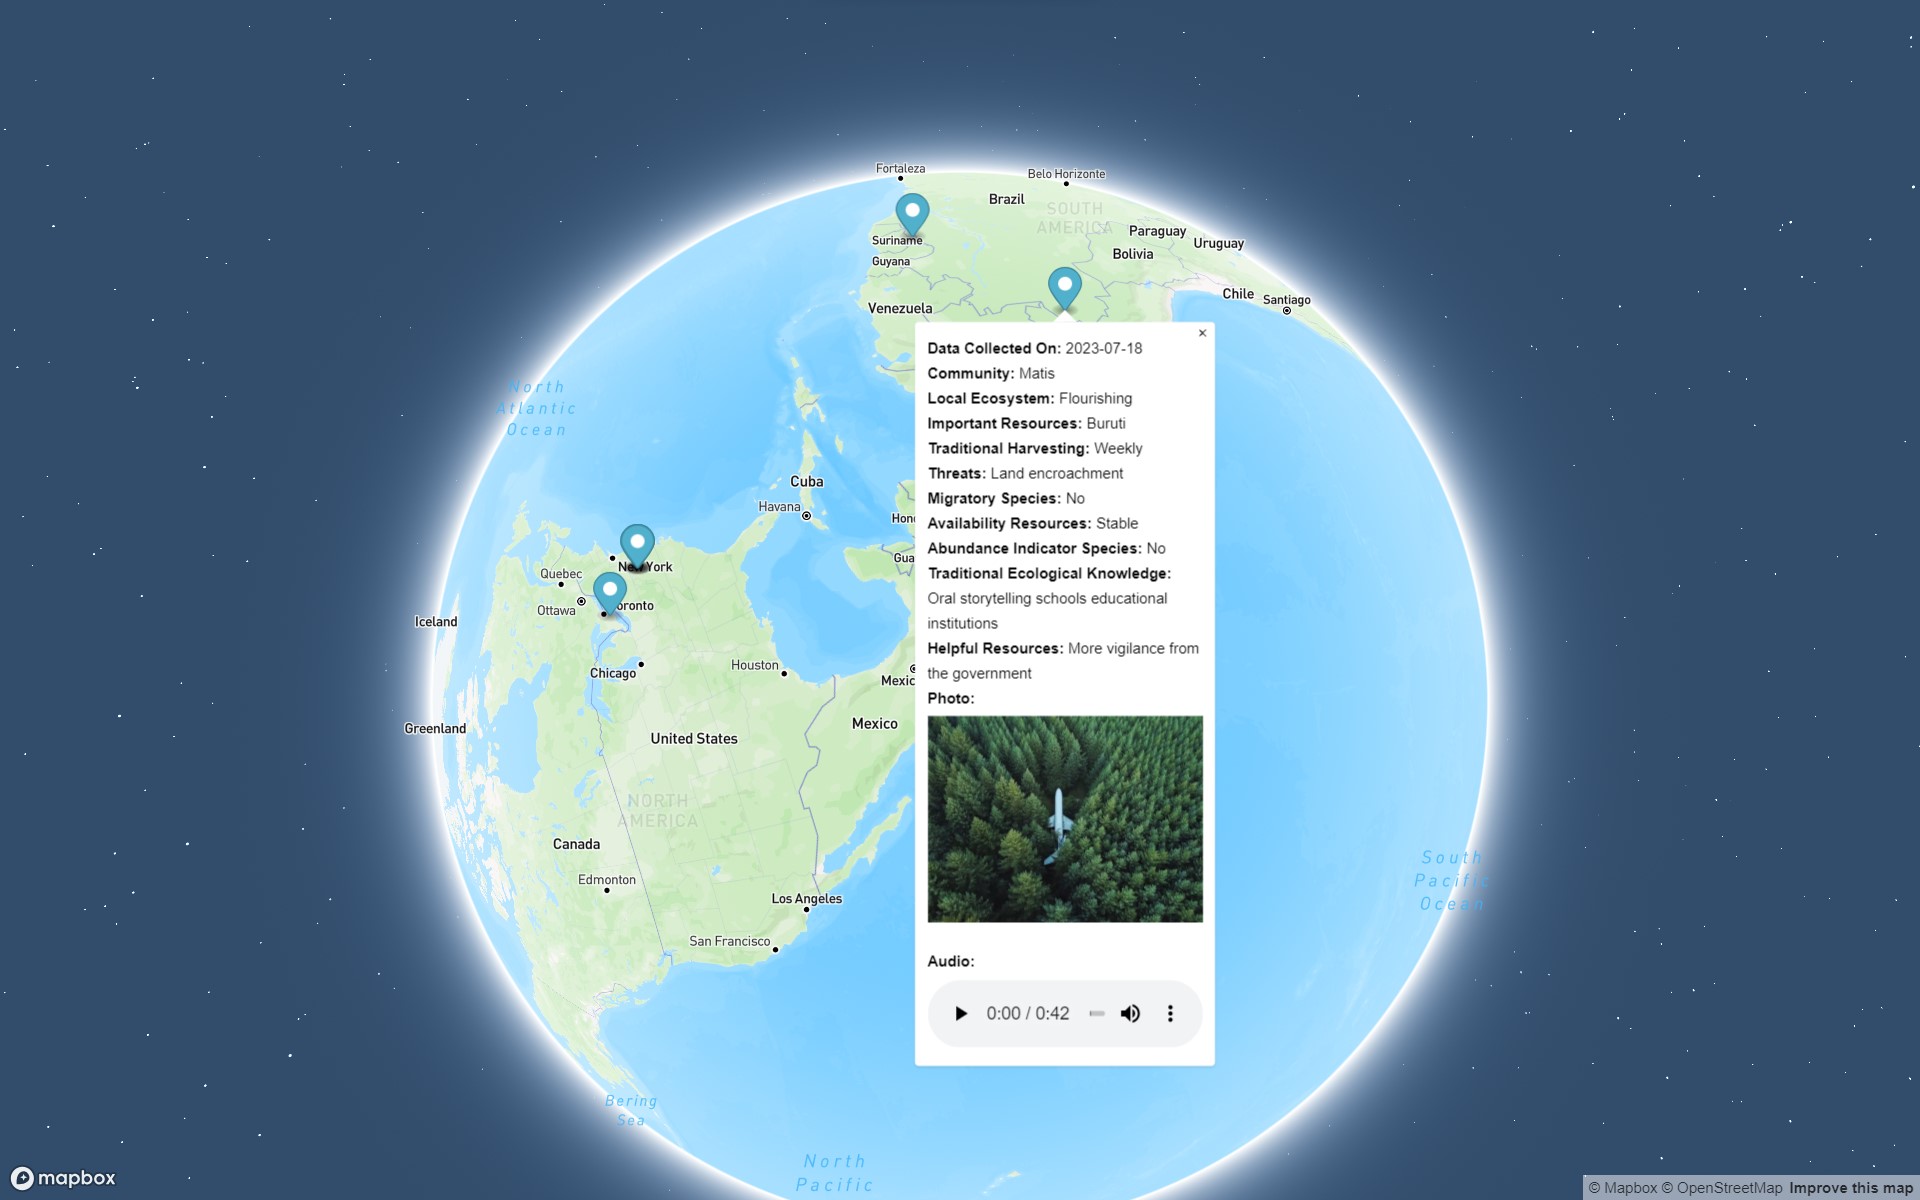 Fortaleza
Belo Horizonte
Brazil
SOUTH
AMERICA
Paraguay
Uruguay
Suriname
Bolivia
Guyana
Chile
Santiago
Venezuela
×
Data Collected On: 2023-07-18
Community: Matis
Local Ecosystem: Flourishing
Important Resources: Buruti
Traditional Harvesting: Weekly
Threats: Land encroachment
Migratory Species: No
Availability Resources: Stable
Abundance Indicator Species: No
Traditional Ecological Knowledge:
Oral storytelling schools educational
institutions
Helpful Resources: More vigilance from
the government
Photo:
Audio:
0:00 / 0:42
North
Atlantic
Ocean
Cuba
Havana
Hond
Gua
New York
Quebec
Ottawa
Toronto
Iceland
Chicago
Houston
Mexic
Greenland
Mexico
United States
NORTH
AMERICA
Canada
Edmonton
Los Angeles
San Francisco
South
Pacific
Ocean
Bering
Sea
North
Pacific
mapbox
© Mapbox © OpenStreetMap Improve this map